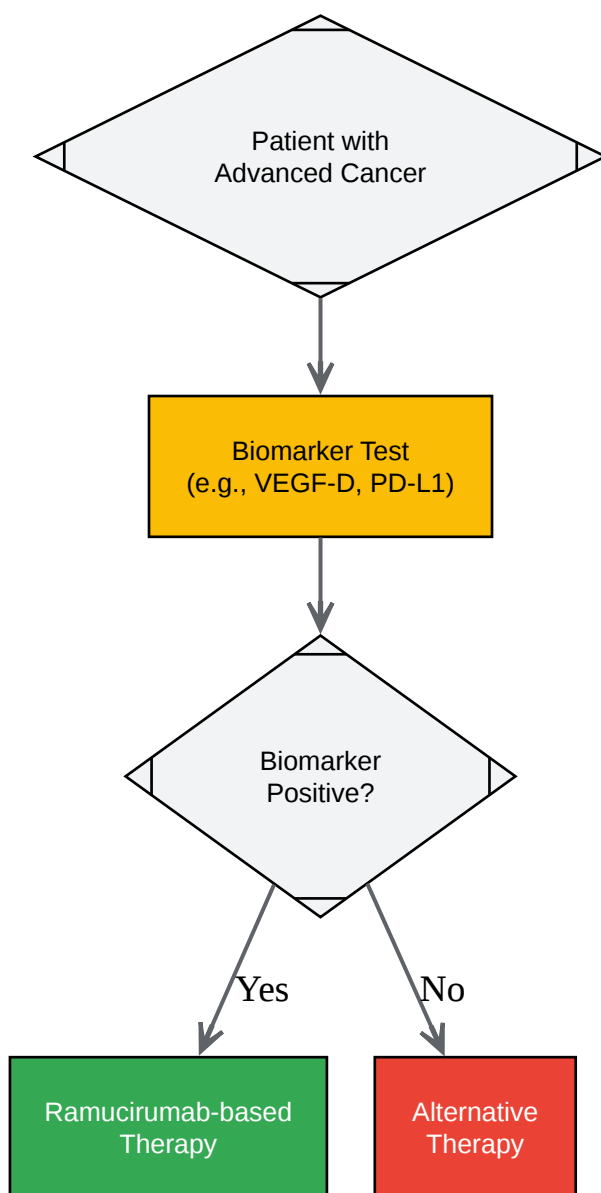 Patient with
Advanced Cancer
Biomarker Test
(e.g., VEGF-D, PD-L1)
Biomarker
Positive?
Yes
No
Ramucirumab-based
Therapy
Alternative
Therapy